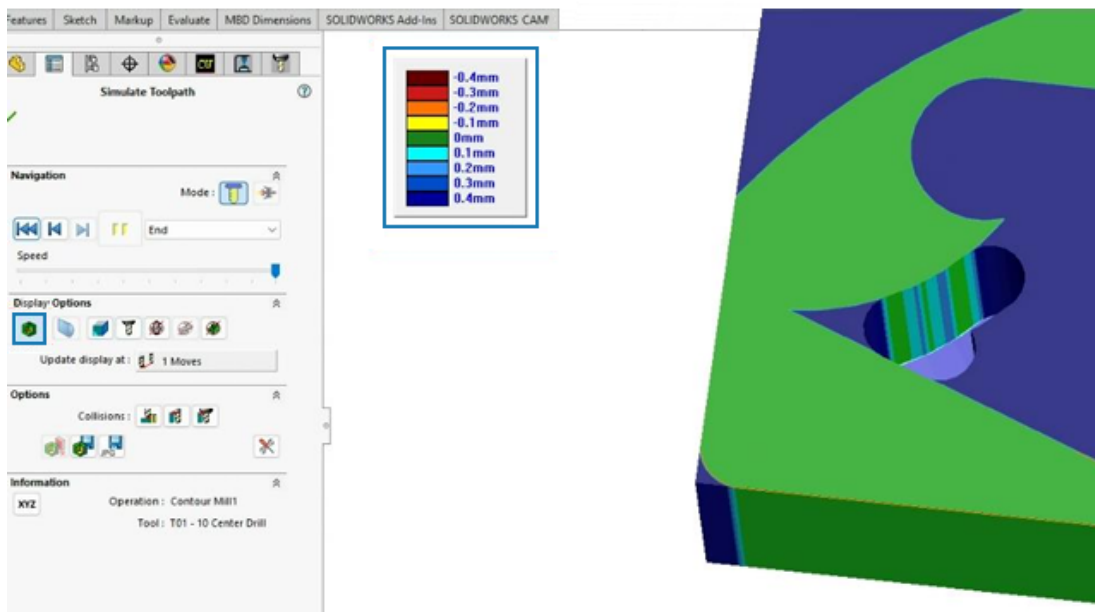 Features Sketch Markup Evaluate MBD Dimensions SOLIDWORKS Add-Ins SOLIDWORKS CAM
Simulate Toolpath
Navigation
Mode :
End
Speed
Display Options
Update display at : 1 Moves
Options
Collisions :
JPG
Information
XYZ
Operation : Contour Mill1
Tool : T01 - 10 Center Drill
-0.4mm
-0.3mm
-0.2mm
-0.1mm
0mm
0.1mm
0.2mm
0.3mm
0.4mm